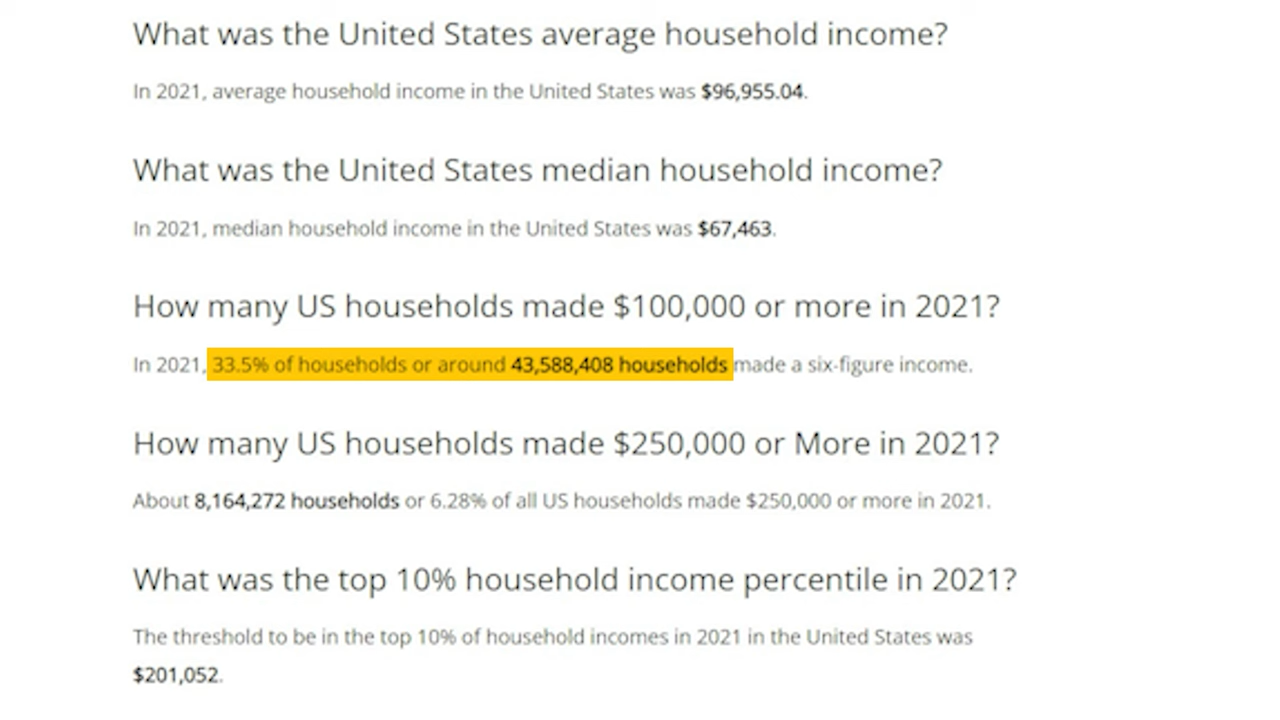 What was the United States average household income?
In 2021, average household income in the United States was $96,955.04.
What was the United States median household income?
In 2021, median household income in the United States was $67,463.
How many US households made $100,000 or more in 2021?
In 2021, 33.5% of households or around 43,588,408 households made a six-figure income.
How many US households made $250,000 or More in 2021?
About 8,164,272 households or 6.28% of all US households made $250,000 or more in 2021.
What was the top 10% household income percentile in 2021?
The threshold to be in the top 10% of household incomes in 2021 in the United States was
$201,052.